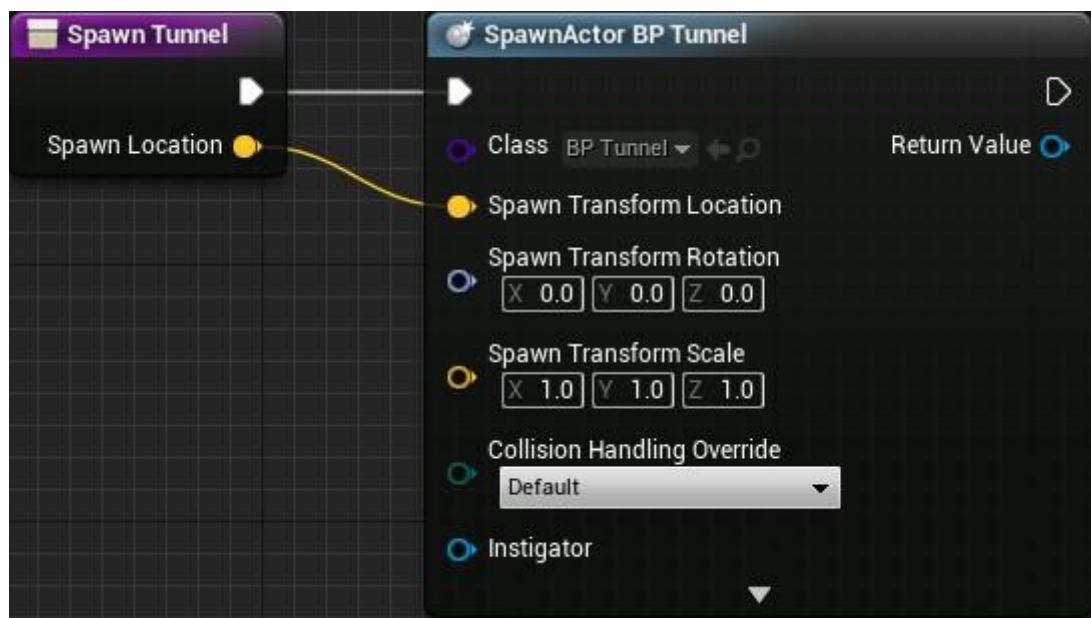 Spawn Tunnel
Spawn Location
SpawnActor BP Tunnel
Class BP Tunnel Return Value
Spawn Transform Location
Spawn Transform Rotation
X 0.0 Y 0.0 Z 0.0
Spawn Transform Scale
X 1.0 Y 1.0 Z 1.0
Collision Handling Override
Default
Instigator